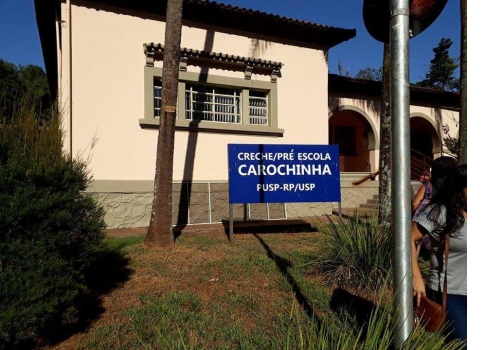 CRECHE/PRÉ ESCOLA
CAROCHINHA
PUSP-RP/USP